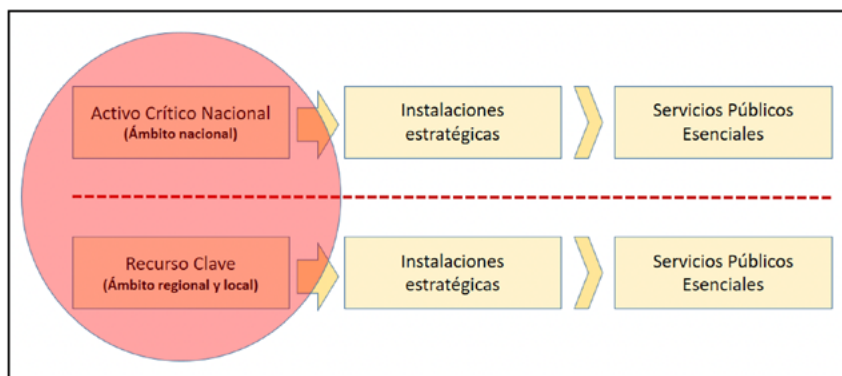 Activo Crítico Nacional
(Ámbito nacional)
Instalaciones
estratégicas
Servicios Públicos
Esenciales
Recurso Clave
(Ámbito regional y local)
Instalaciones
estratégicas
Servicios Públicos
Esenciales